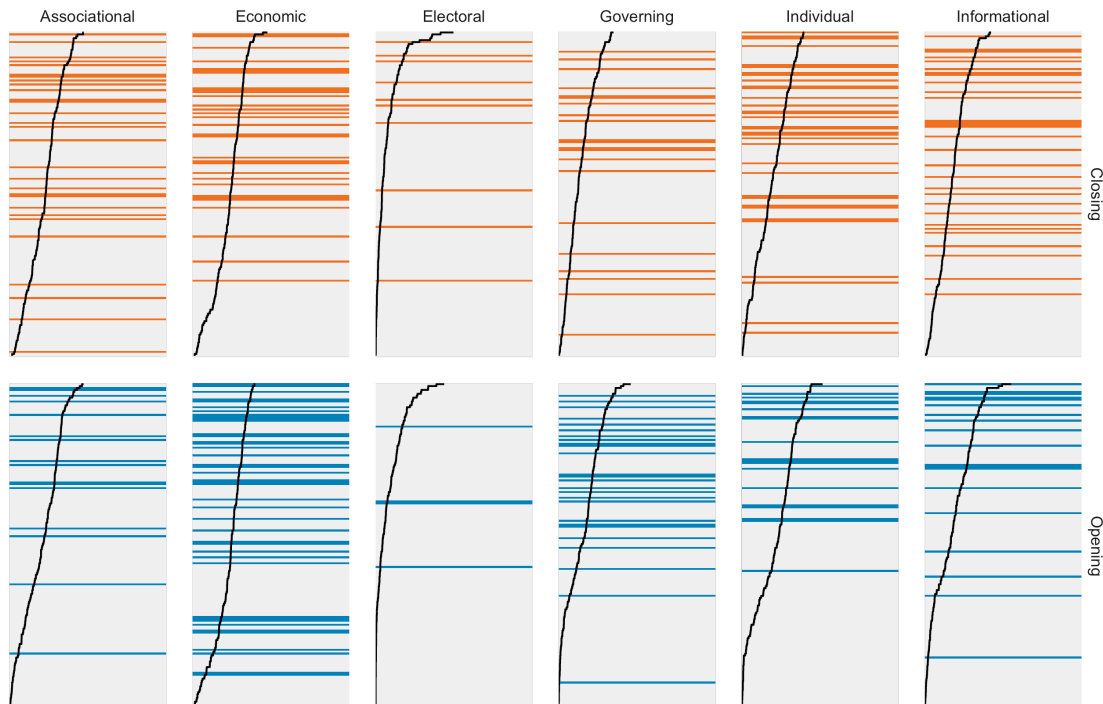 Associational
Economic
Electoral
Governing
Individual
Informational
Closing
Opening